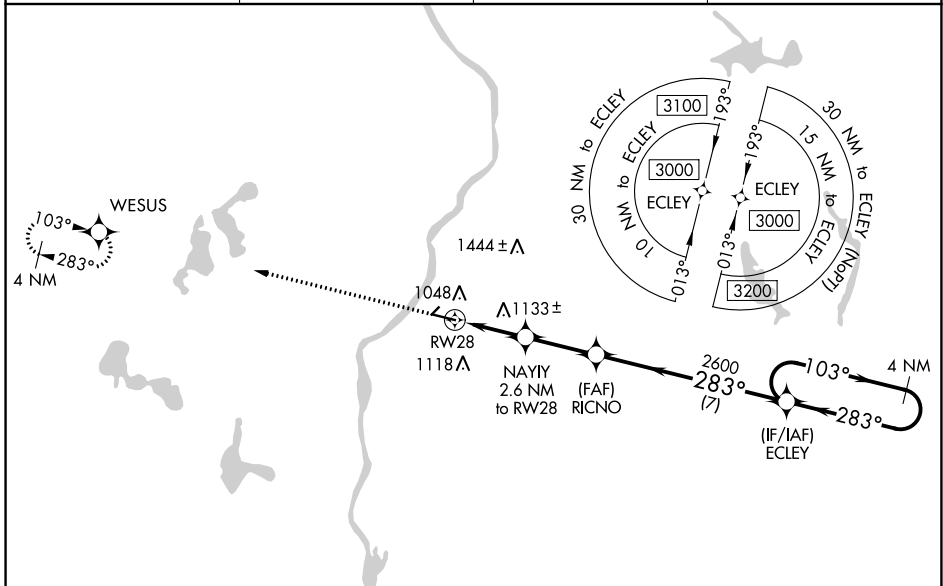 WESUS
103°
283°
4 NM
1444 ±
1048
1133 ±
RW28
1118
NAYIY
2.6 NM
to RW28
(FAF)
RICNO
2600
283°
(7)
(IF/IAF)
ECLEY
103°
283°
4 NM
30 NM to ECLEY
3100
193°
10 NM to ECLEY
3000
ECLEY
013°
30 NM to ECLEY (NoPT)
193°
15 NM to ECLEY
ECLEY
3000
013°
3200